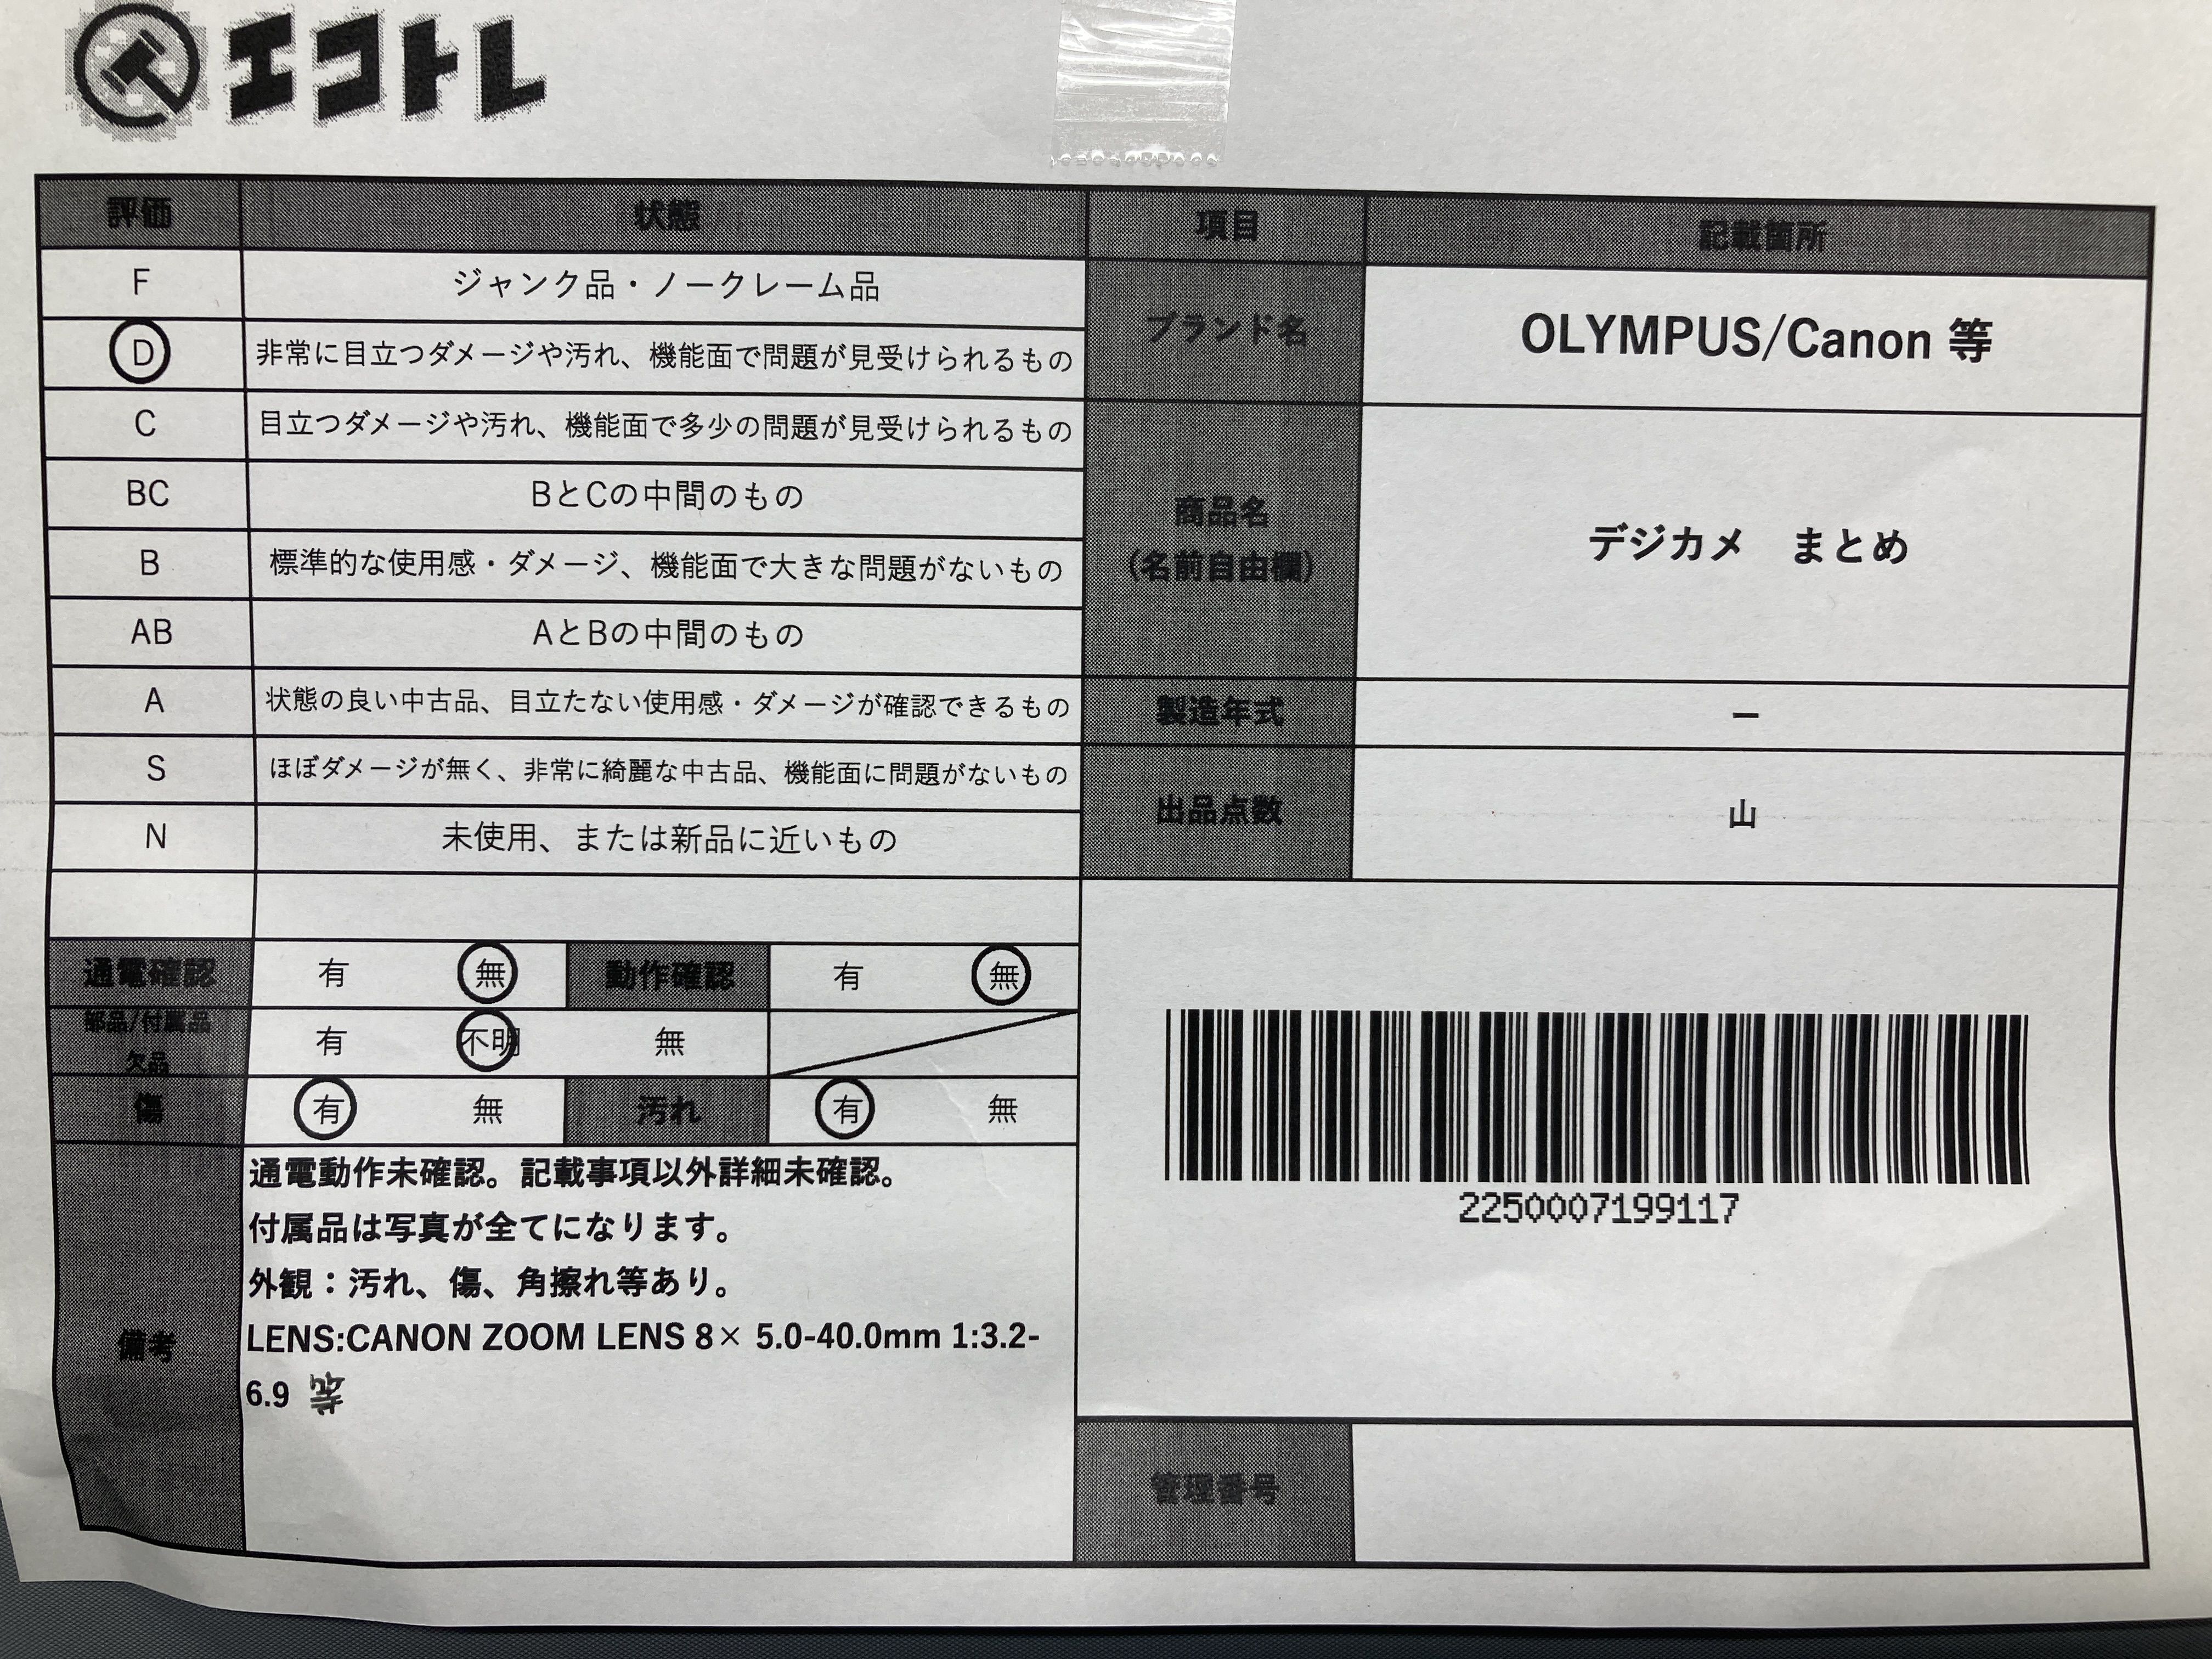 エコトレ
評価 状態 項目 記載箇所
F ジャンク品・ノークレーム品
D 非常に目立つダメージや汚れ、機能面で問題が見受けられるもの
C 目立つダメージや汚れ、機能面で多少の問題が見受けられるもの
BC BとCの中間のもの
B 標準的な使用感・ダメージ、機能面で大きな問題がないもの
AB AとBの中間のもの
A 状態の良い中古品、目立たない使用感・ダメージが確認できるもの
S ほぼダメージが無く、非常に綺麗な中古品、機能面に問題がないもの
N 未使用、または新品に近いもの
ブランド名 OLYMPUS/Canon 等
商品名
(名前自由欄)
デジカメ まとめ
製造年式 ー
出品点数 山
通電確認 有 無 動作確認 有 無
部品/付属品
欠品
有 不明 無
傷 有 無 汚れ 有 無
備考
通電動作未確認。記載事項以外詳細未確認。
付属品は写真が全てになります。
外観：汚れ、傷、角擦れ等あり。
LENS:CANON ZOOM LENS 8× 5.0-40.0mm 1:3.2-
6.9
2250007199117
管理番号